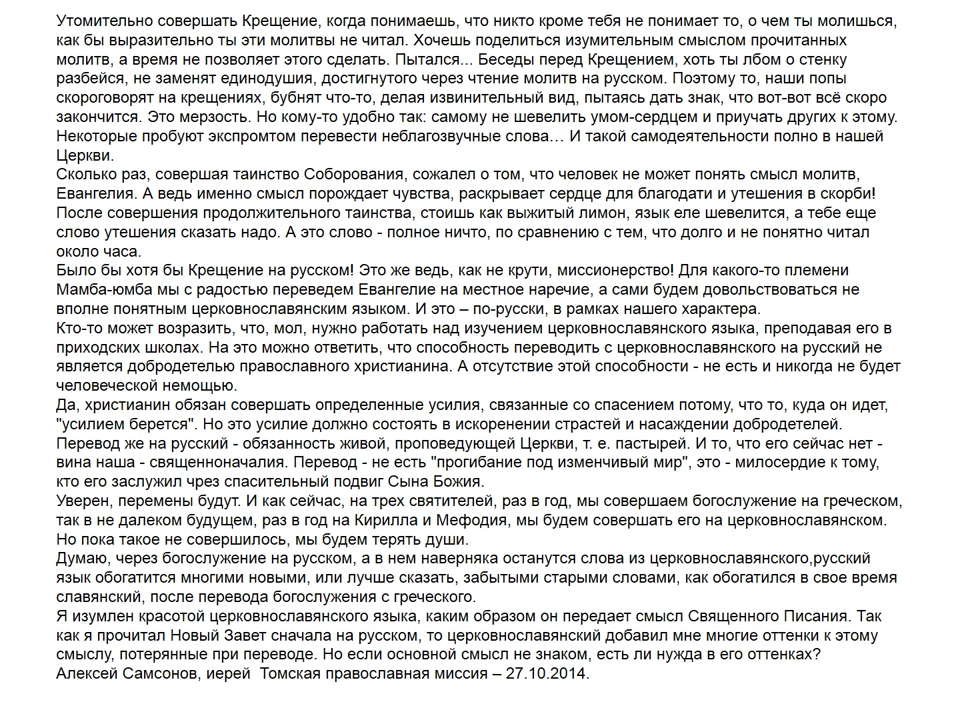 Утомительно совершать Крещение, когда понимаешь, что никто кроме тебя не понимает то, о чем ты молишься,
как бы выразительно ты эти молитвы не читал. Хочешь поделиться изумительным смыслом прочитанных
молитв, а время не позволяет этого сделать. Пытался... Беседы перед Крещением, хоть ты лбом о стенку
разбейся, не заменят единодушия, достигнутого через чтение молитв на русском. Поэтому то, наши попы
скороговорят на крещениях, бубнят что-то, делая извинительный вид, пытаясь дать знак, что вот-вот всё скоро
закончится. Это мерзость. Но кому-то удобно так: самому не шевелить умом-сердцем и приучать других к этому.
Некоторые пробуют экспромтом перевести неблагозвучные слова… И такой самодеятельности полно в нашей
Церкви.
Сколько раз, совершая таинство Соборования, сожалел о том, что человек не может понять смысл молитв,
Евангелия. А ведь именно смысл порождает чувства, раскрывает сердце для благодати и утешения в скорби!
После совершения продолжительного таинства, стоишь как выжитый лимон, язык еле шевелится, а тебе еще
слово утешения сказать надо. А это слово - полное ничто, по сравнению с тем, что долго и не понятно читал
около часа.
Было бы хотя бы Крещение на русском! Это же ведь, как не крути, миссионерство! Для какого-то племени
Мамба-юмба мы с радостью переведем Евангелие на местное наречие, а сами будем довольствоваться не
вполне понятным церковнославянским языком. И это – по-русски, в рамках нашего характера.
Кто-то может возразить, что, мол, нужно работать над изучением церковнославянского языка, преподавая его в
приходских школах. На это можно ответить, что способность переводить с церковнославянского на русский не
является добродетелью православного христианина. А отсутствие этой способности - не есть и никогда не будет
человеческой немощью.
Да, христианин обязан совершать определенные усилия, связанные со спасением потому, что то, куда он идет,
"усилием берется". Но это усилие должно состоять в искоренении страстей и насаждении добродетелей.
Перевод же на русский - обязанность живой, проповедующей Церкви, т. е. пастырей. И то, что его сейчас нет -
вина наша - священноначалия. Перевод - не есть "прогибание под изменчивый мир", это - милосердие к тому,
кто его заслужил чрез спасительный подвиг Сына Божия.
Уверен, перемены будут. И как сейчас, на трех святителей, раз в год, мы совершаем богослужение на греческом,
так в не далеком будущем, раз в год на Кирилла и Мефодия, мы будем совершать его на церковнославянском.
Но пока такое не совершилось, мы будем терять души.
Думаю, через богослужение на русском, а в нем наверняка останутся слова из церковнославянского,русский
язык обогатится многими новыми, или лучше сказать, забытыми старыми словами, как обогатился в свое время
славянский, после перевода богослужения с греческого.
Я изумлен красотой церковнославянского языка, каким образом он передает смысл Священного Писания. Так
как я прочитал Новый Завет сначала на русском, то церковнославянский добавил мне многие оттенки к этому
смыслу, потерянные при переводе. Но если основной смысл не знаком, есть ли нужда в его оттенках?
Алексей Самсонов, иерей  Томская православная миссия – 27.10.2014.